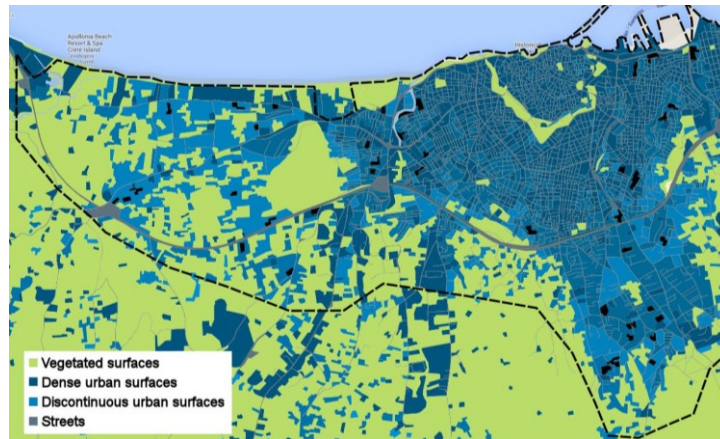 Apollonia Beach
Resort & Spa
Crete Island
Vegetated surfaces
Dense urban surfaces
Discontinuous urban surfaces
Streets